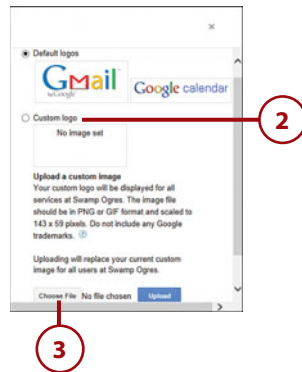 ×
Default logos
Gmail
by Google
Google calendar
Custom logo
2
No image set
Upload a custom image
Your custom logo will be displayed for all
services at Swamp Ogres. The image file
should be in PNG or GIF format and scaled to
143 x 59 pixels. Do not include any Google
trademarks. ?
Uploading will replace your current custom
image for all users at Swamp Ogres.
Choose File No file chosen Upload
3